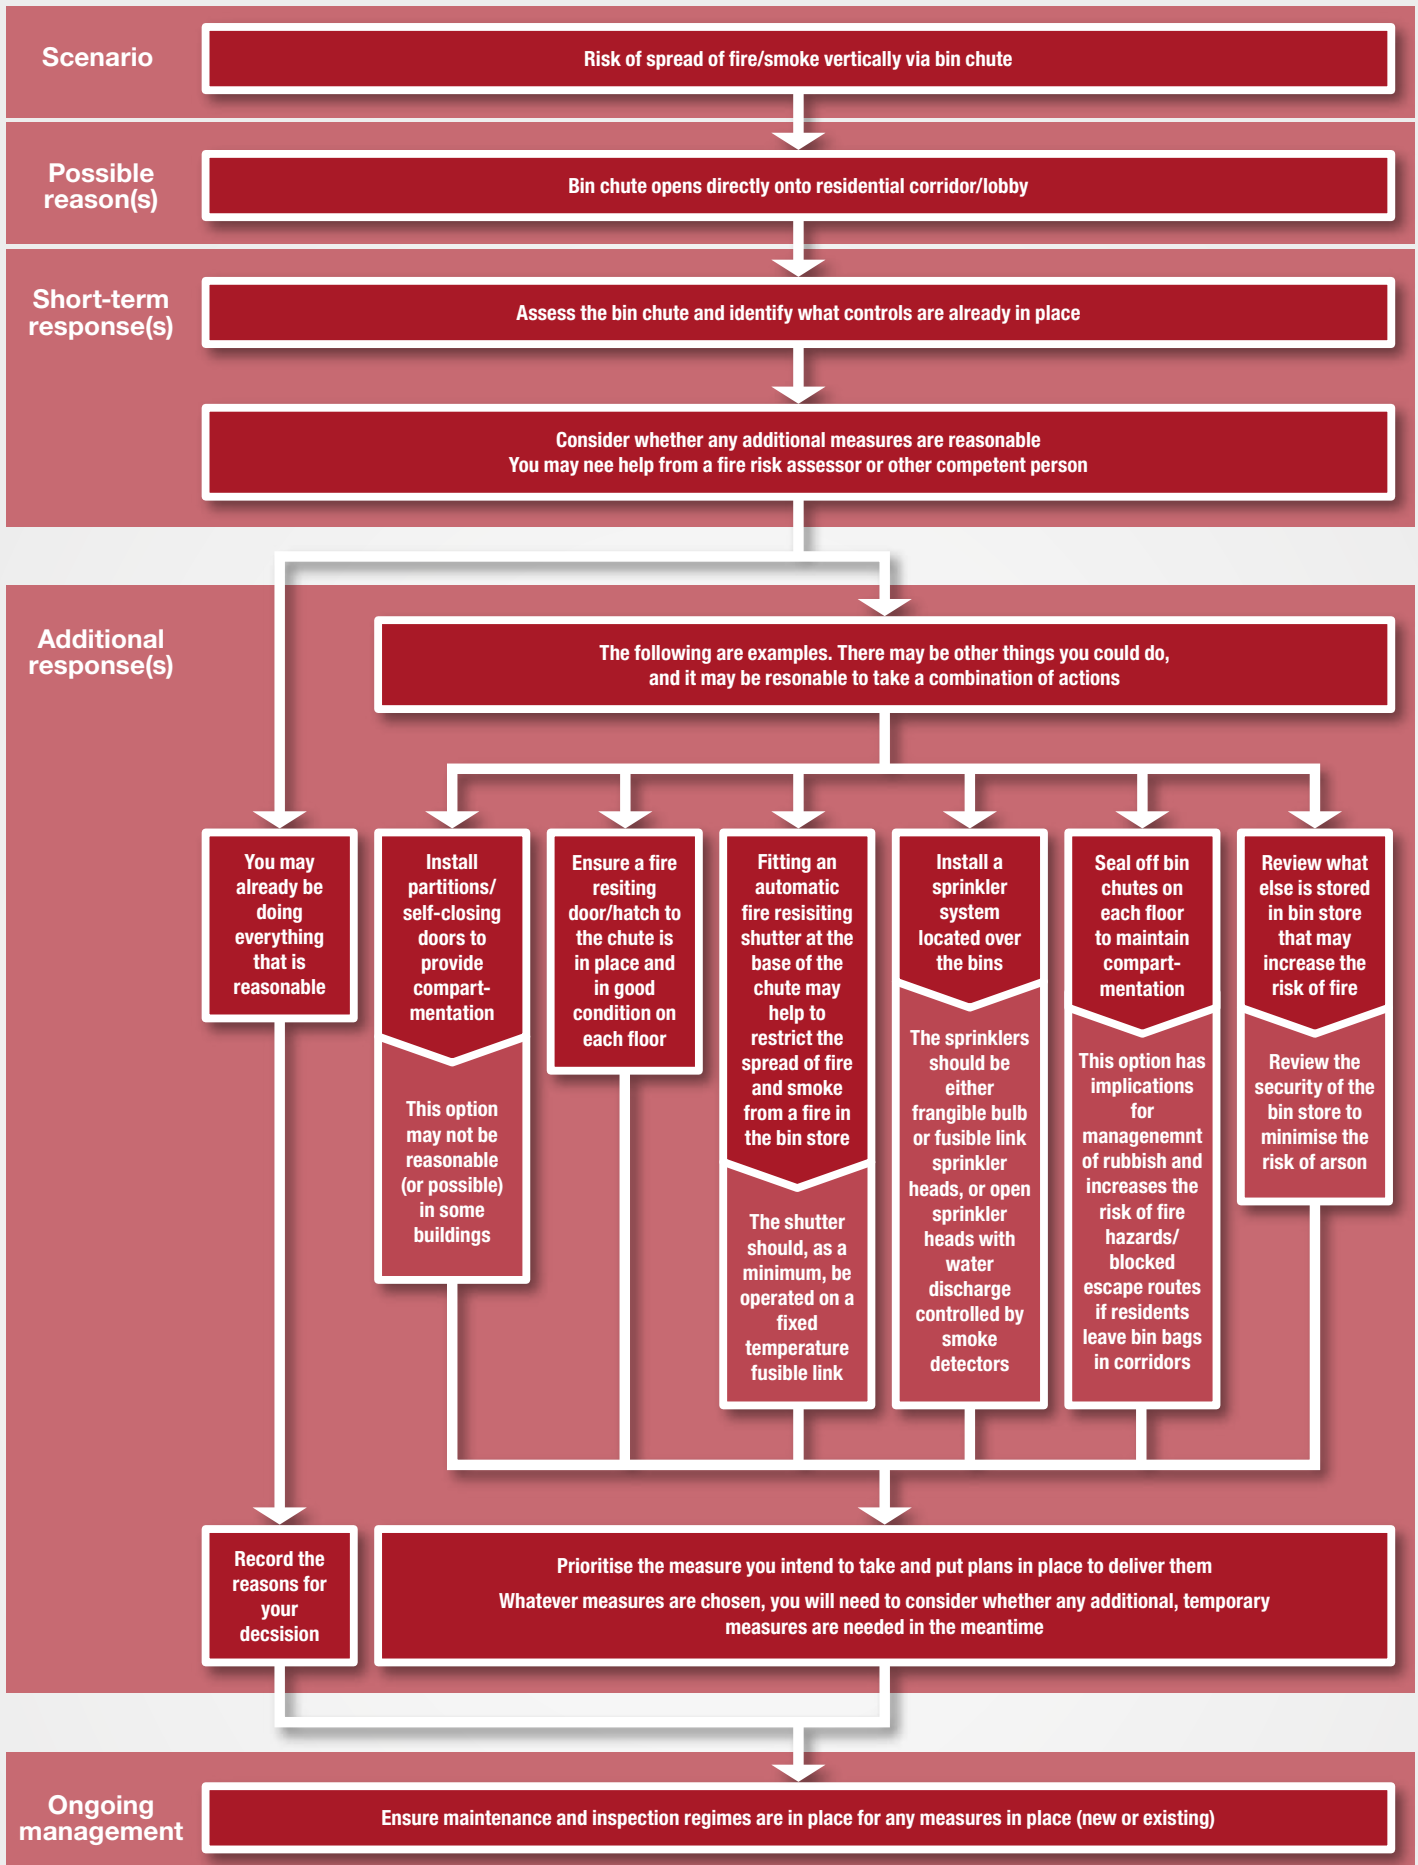 Scenario
Risk of spread of fire/smoke vertically via bin chute
Possible
reason(s)
Bin chute opens directly onto residential corridor/lobby
Short-term
response(s)
Assess the bin chute and identify what controls are already in place
Consider whether any additional measures are reasonable
You may nee help from a fire risk assessor or other competent person
Additional
response(s)
The following are examples. There may be other things you could do,
and it may be resonable to take a combination of actions
You may
already be
doing
everything
that is
reasonable
Install
partitions/
self-closing
doors to
provide
compart-
mentation
This option
may not be
reasonable
(or possible)
in some
buildings
Ensure a fire
resiting
door/hatch to
the chute is
in place and
in good
condition on
each floor
Fitting an
automatic
fire resisiting
shutter at the
base of the
chute may
help to
restrict the
spread of fire
and smoke
from a fire in
the bin store
The shutter
should, as a
minimum, be
operated on a
fixed
temperature
fusible link
Install a
sprinkler
system
located over
the bins
The sprinklers
should be
either
frangible bulb
or fusible link
sprinkler
heads, or open
sprinkler
heads with
water
discharge
controlled by
smoke
detectors
Seal off bin
chutes on
each floor
to maintain
compart-
mentation
This option has
implications
for
managenemnt
of rubbish and
increases the
risk of fire
hazards/
blocked
escape routes
if residents
leave bin bags
in corridors
Review what
else is stored
in bin store
that may
increase the
risk of fire
Review the
security of the
bin store to
minimise the
risk of arson
Record the
reasons for
your
decsision
Prioritise the measure you intend to take and put plans in place to deliver them
Whatever measures are chosen, you will need to consider whether any additional, temporary
measures are needed in the meantime
Ongoing
management
Ensure maintenance and inspection regimes are in place for any measures in place (new or existing)